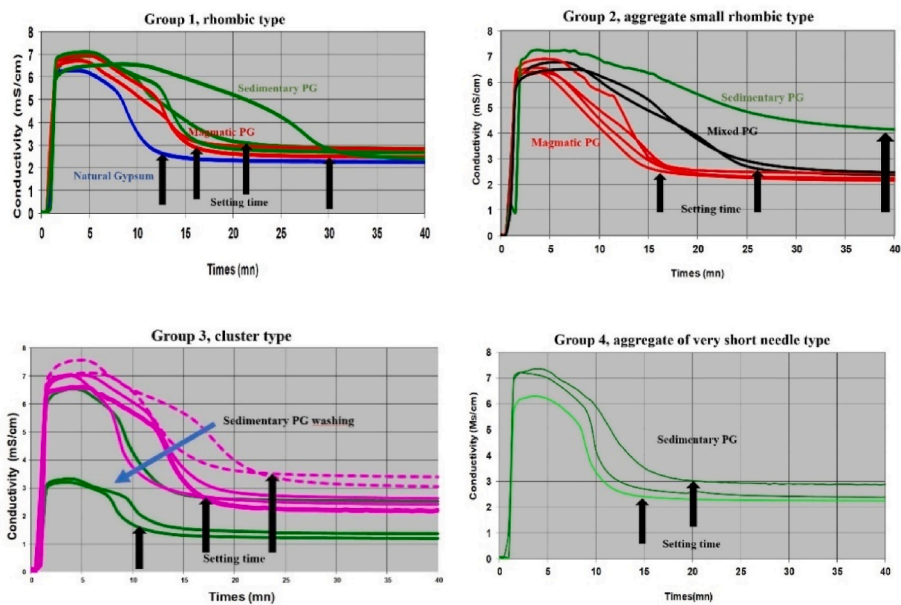 Group 1, rhombic type
Conductivity (mS/cm)
8
7
6
5
4
3
2
1
0
Sedimentary PG
Magmatic PG
Natural Gypsum
Setting time
0 5 10 15 20 25 30 35 40
Times (mn)
Group 2, aggregate small rhombic type
Conductivity (mS/cm)
8
7
6
5
4
3
2
1
0
Sedimentary PG
Mixed PG
Magmatic PG
Setting time
0 5 10 15 20 25 30 35 40
Times (mn)
Group 3, cluster type
Conductivity (mS/cm)
8
7
6
5
4
3
2
1
0
Sedimentary PG washing
Setting time
0 5 10 15 20 25 30 35 40
Times (mn)
Group 4, aggregate of very short needle type
Conductivity (Ms/cm)
8
7
6
5
4
3
2
1
0
Sedimentary PG
Setting time
0 5 10 15 20 25 30 35 40
Times(mn)